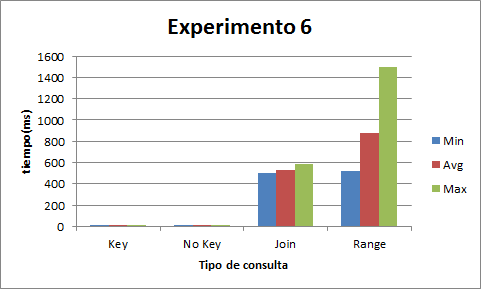 Experimento 6
tiempo(ms)
1600
1400
1200
1000
800
600
400
200
0
Key
No Key
Join
Range
Tipo de consulta
Min
Avg
Max